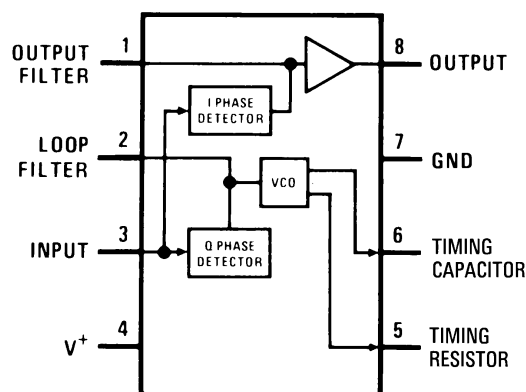 OUTPUT
FILTER
1
LOOP
FILTER
2
INPUT
3
V+
4
I PHASE
DETECTOR
VCO
Q PHASE
DETECTOR
8
OUTPUT
7
GND
6
TIMING
CAPACITOR
5
TIMING
RESISTOR